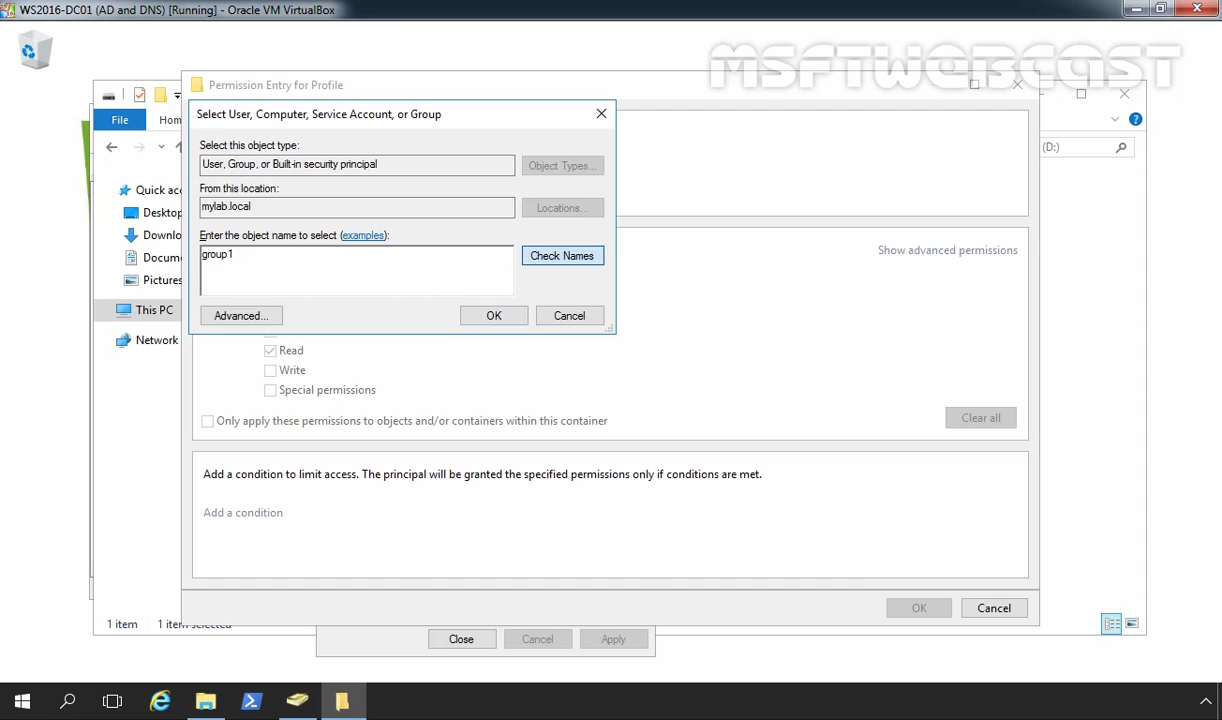 WS2016-DC01 (AD and DNS) [Running] - Oracle VM VirtualBox
MSFTWEBCAST
Permission Entry for Profile
Select User, Computer, Service Account, or Group
File
Hom
Select this object type:
User, Group, or Built-in security principal
Object Types...
(D:)
From this location:
mylab.local
Locations...
Quick acc
Desktop
Downlo
Docume
Pictures
This PC
Network
Enter the object name to select (examples):
group1
Check Names
Show advanced permissions
Advanced...
OK
Cancel
Read
Write
Special permissions
Only apply these permissions to objects and/or containers within this container
Clear all
Add a condition to limit access. The principal will be granted the specified permissions only if conditions are met.
Add a condition
OK
Cancel
1 item
1 item selected
Close
Cancel
Apply